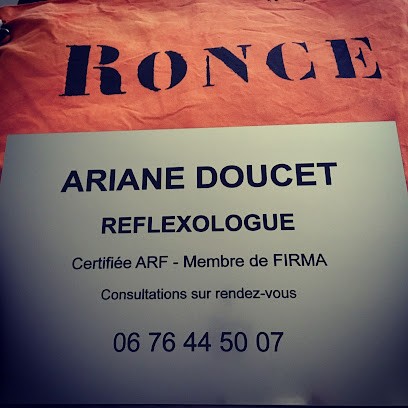 RONCE
ARIANE DOUCET
REFLEXOLOGUE
Certifiée ARF - Membre de FIRMA
Consultations sur rendez-vous
06 76 44 50 07